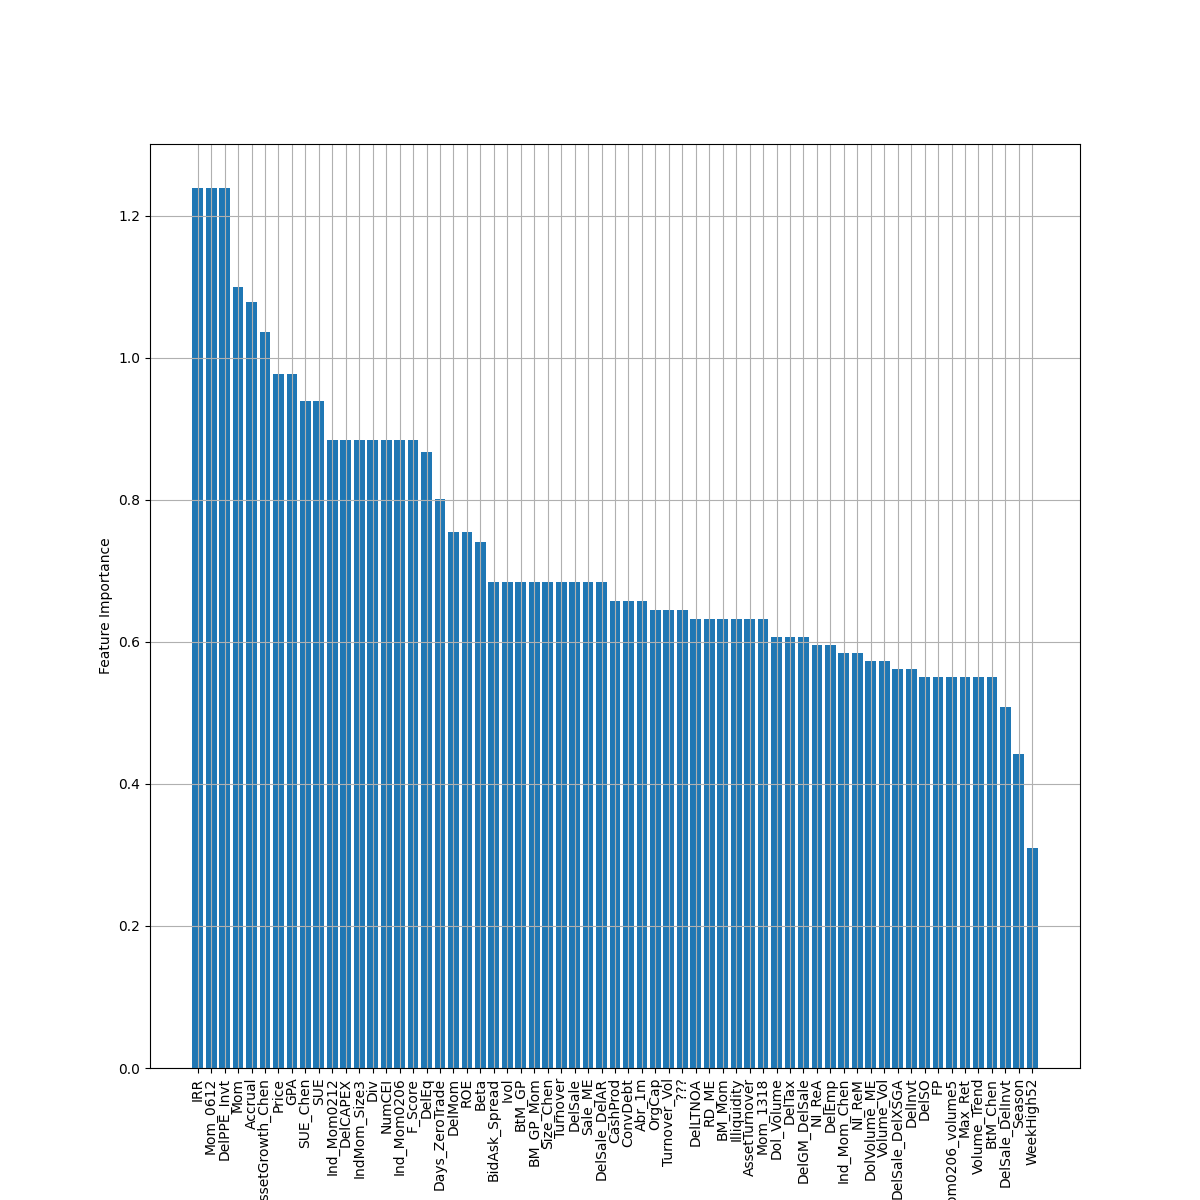 1.2
1.0
0.8
0.6
0.4
0.2
0.0
Feature Importance
IRR
Mom_0612
DelPPE_Invt
Mom
Accrual
ssetGrowth_Chen
Price
GPA
SUE_Chen
SUE
Ind_Mom0212
DelCAPEX
IndMom_Size3
Div
NumCEI
Ind_Mom0206
F_Score
DelEq
Days_ZeroTrade
DelMom
ROE
Beta
BidAsk_Spread
Ivol
BtM_GP
BM_GP_Mom
Size_Chen
Turnover
DelSale
Sale_ME
DelSale_DelAR
CashProd
ConvDebt
Abr_1m
OrgCap
Turnover_Vol
???
DelLTNOA
RD_ME
BM_Mom
Illiquidity
AssetTurnover
Mom_1318
Dol_Volume
DelTax
DelGM_DelSale
NI_ReA
DelEmp
Ind_Mom_Chen
NI_ReM
DolVolume_ME
Volume_Vol
DelSale_DelXSGA
DelInvt
DelSO
FP
om0206_volume5
Max_Ret
Volume_Trend
BtM_Chen
DelSale_DelInvt
Season
WeekHigh52